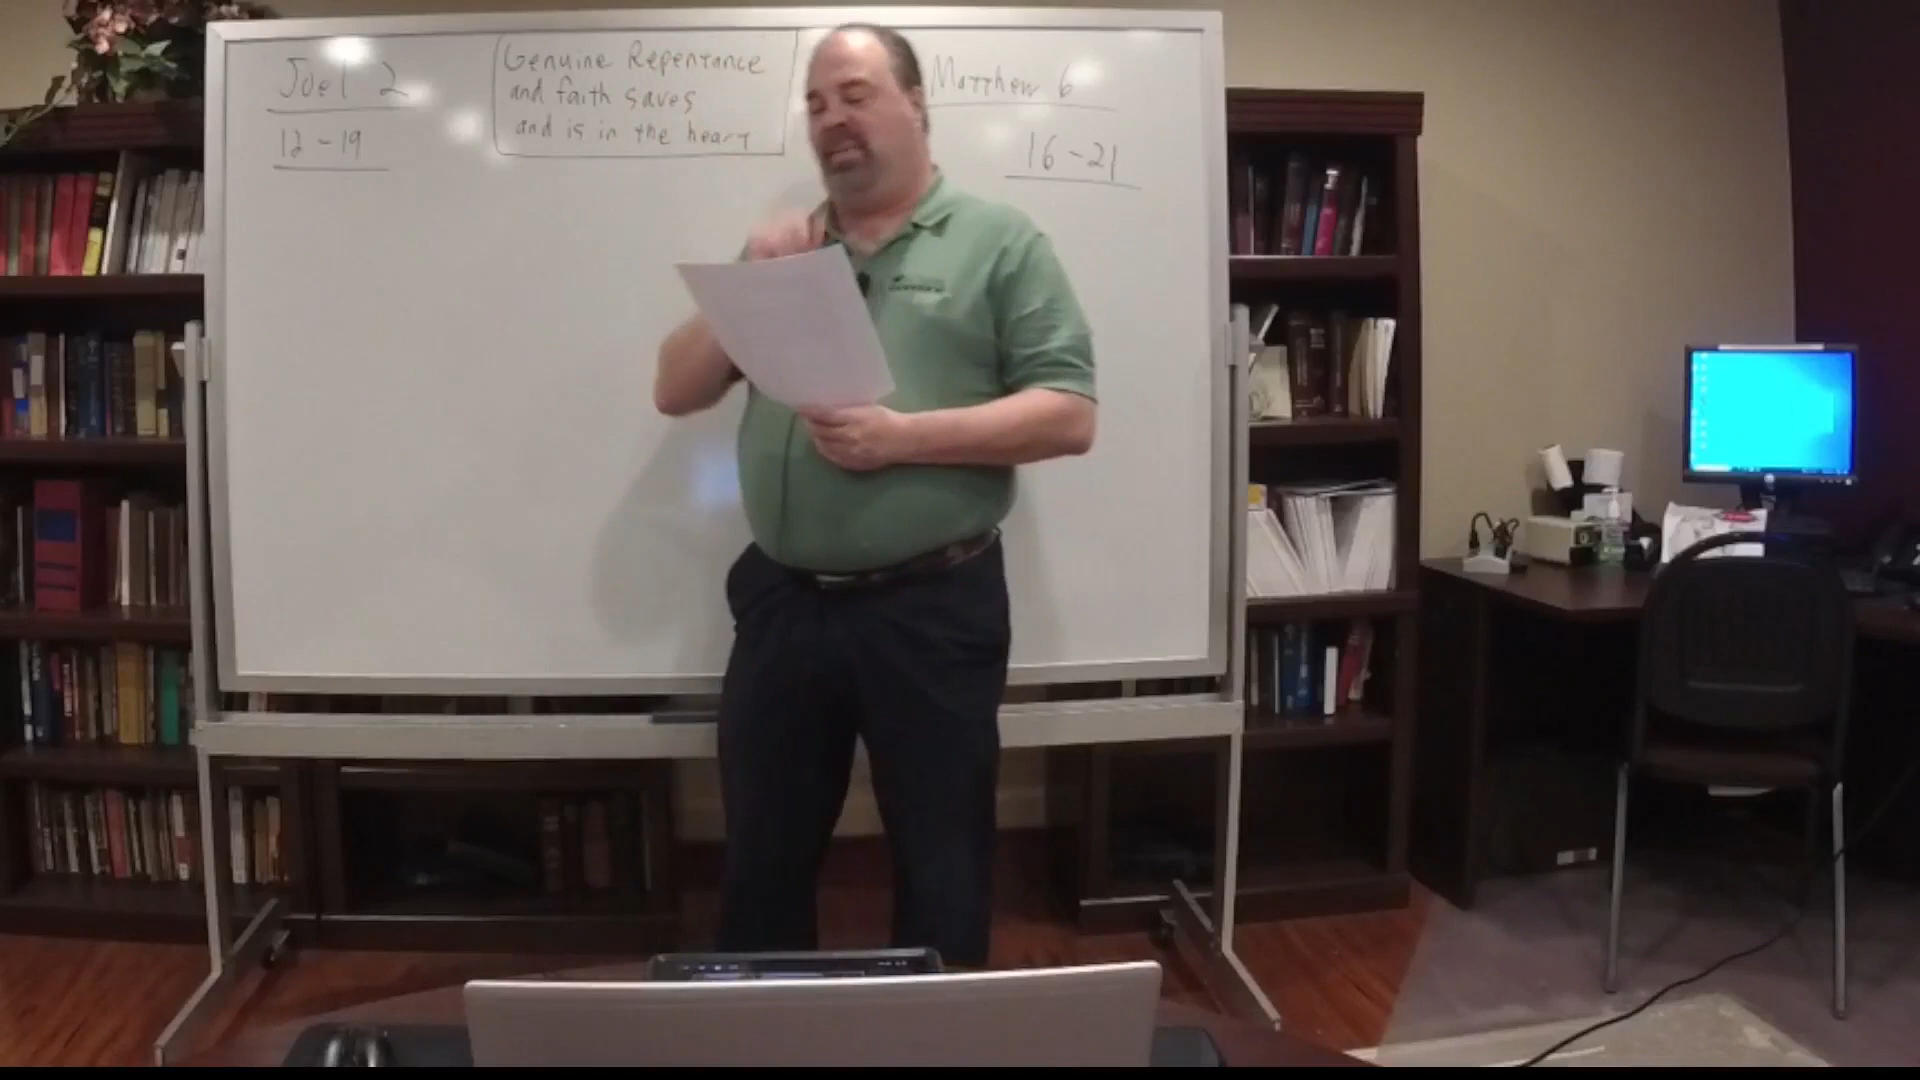 Joel 2
12-19
Genuine Repentance
and faith saves
and is in the heart
Matthew 6
16-21